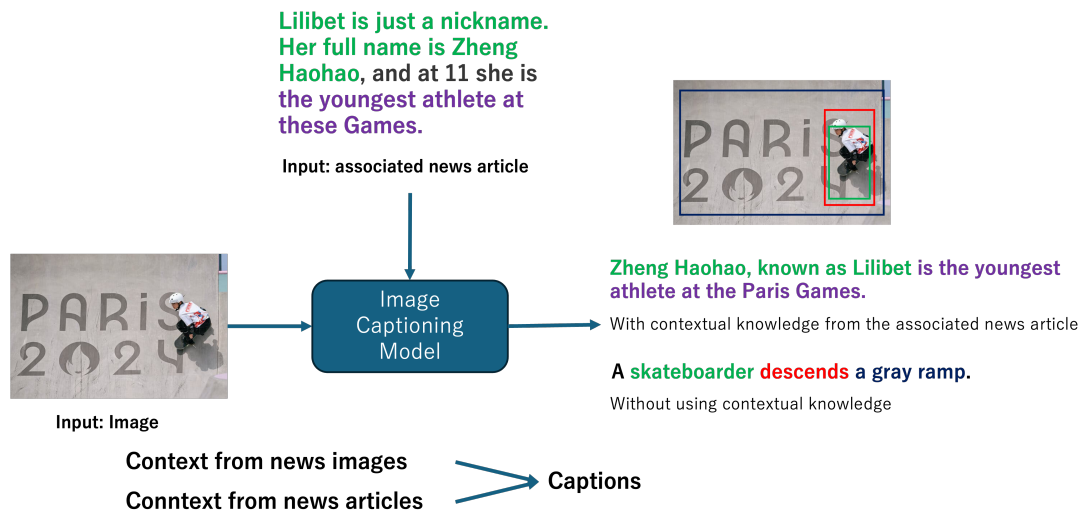 Lilibet is just a nickname.
Her full name is Zheng
Haohao, and at 11 she is
the youngest athlete at
these Games.
Input: associated news article
PARIS
2024
Zheng Haohao, known as Lilibet is the youngest
athlete at the Paris Games.
With contextual knowledge from the associated news article
A skateboarder descends a gray ramp.
Without using contextual knowledge
PARIS
2024
Input: Image
Image
Captioning
Model
Context from news images
Conntext from news articles
Captions